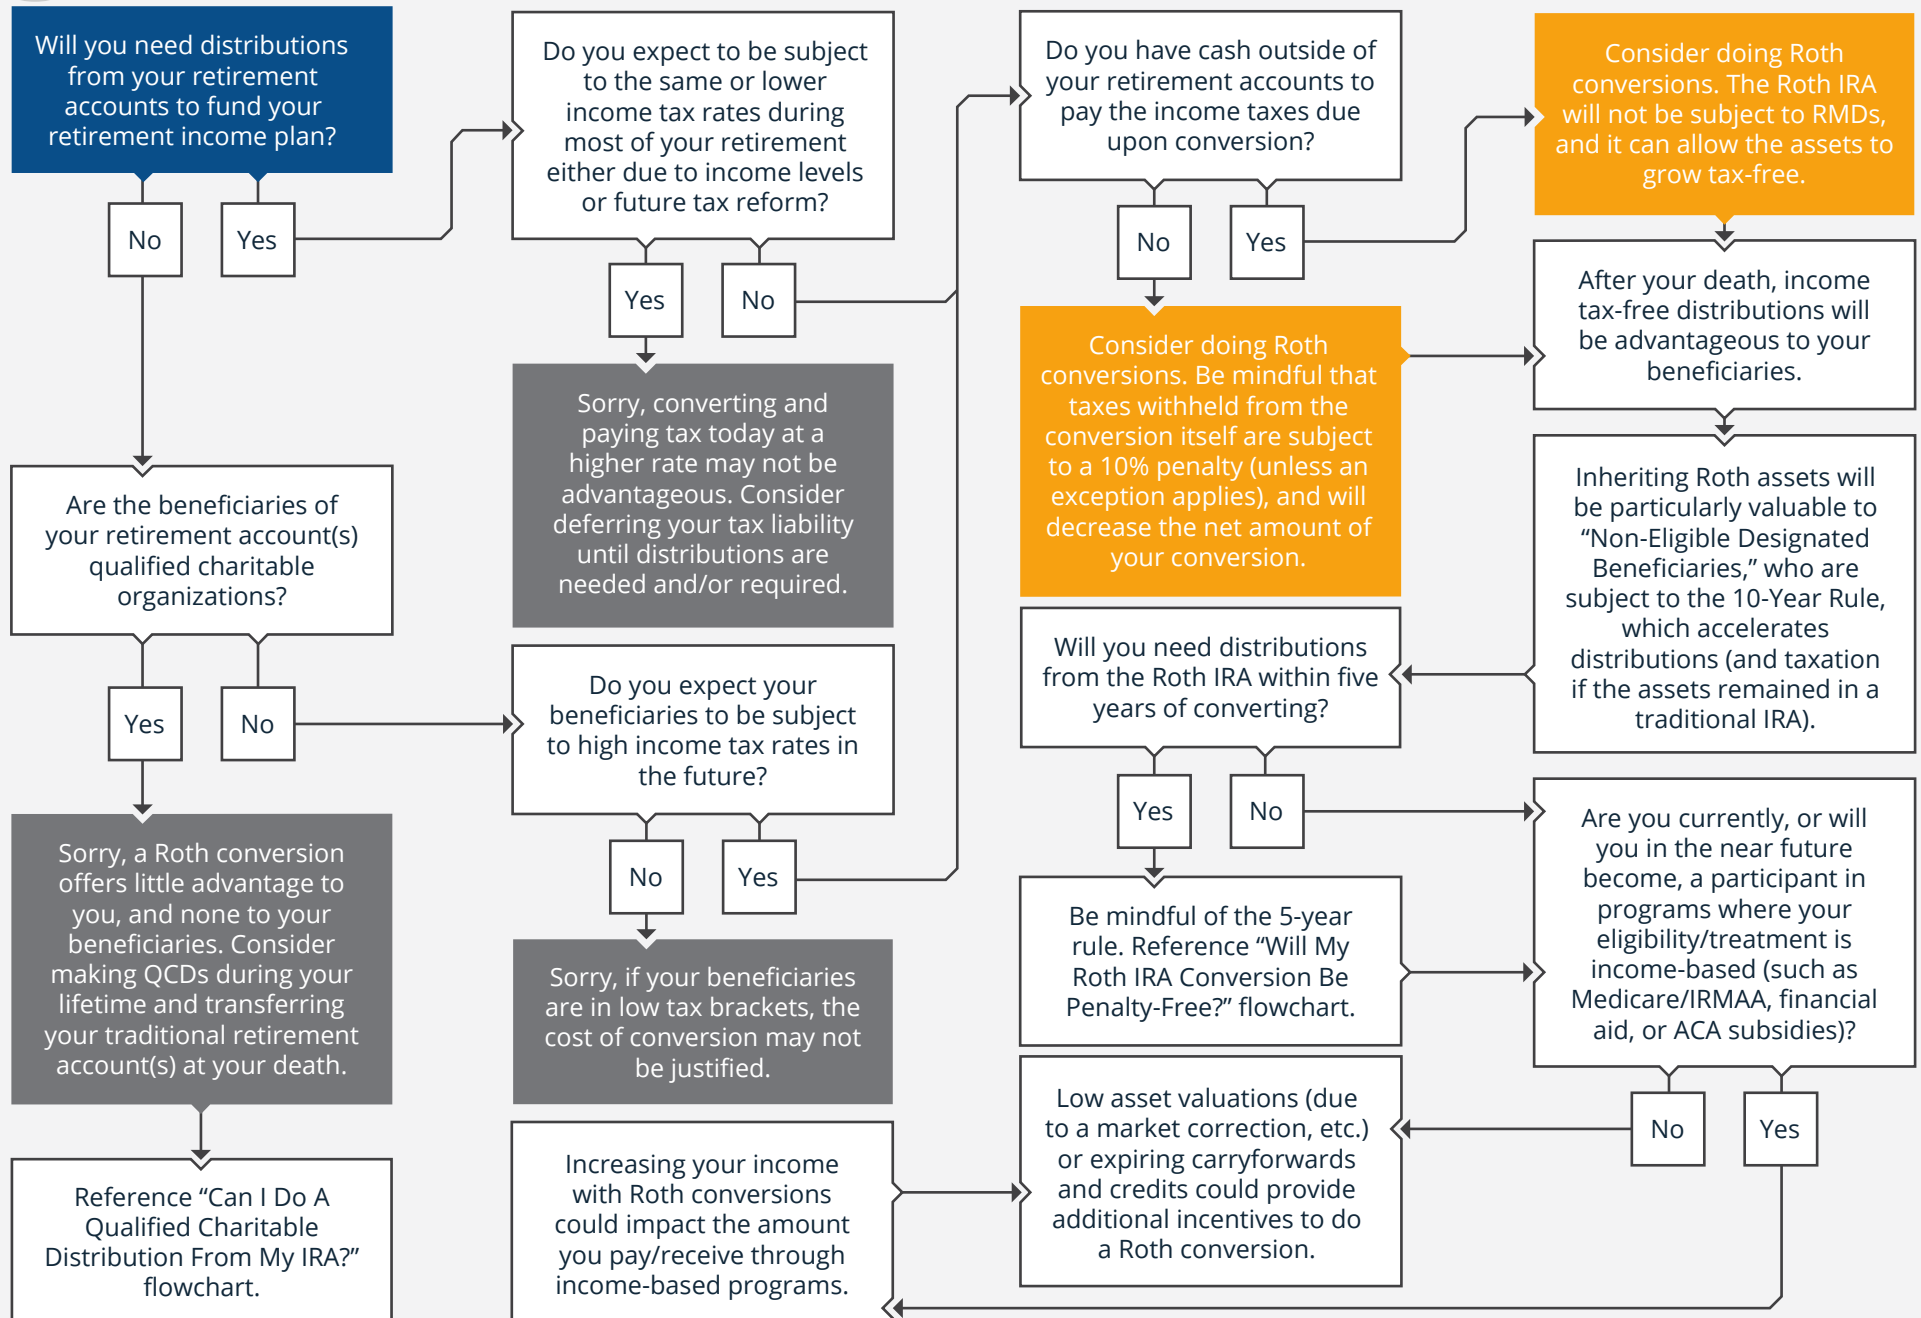 Will you need distributions
from your retirement
accounts to fund your
retirement income plan?
No
Yes
Are the beneficiaries of
your retirement account(s)
qualified charitable
organizations?
Yes
No
Sorry, a Roth conversion
offers little advantage to
you, and none to your
beneficiaries. Consider
making QCDs during your
lifetime and transferring
your traditional retirement
account(s) at your death.
Reference “Can I Do A
Qualified Charitable
Distribution From My IRA?”
flowchart.
Do you expect to be subject
to the same or lower
income tax rates during
most of your retirement
either due to income levels
or future tax reform?
Yes
No
Sorry, converting and
paying tax today at a
higher rate may not be
advantageous. Consider
deferring your tax liability
until distributions are
needed and/or required.
Do you expect your
beneficiaries to be subject
to high income tax rates in
the future?
No
Yes
Sorry, if your beneficiaries
are in low tax brackets, the
cost of conversion may not
be justified.
Increasing your income
with Roth conversions
could impact the amount
you pay/receive through
income-based programs.
Do you have cash outside of
your retirement accounts to
pay the income taxes due
upon conversion?
No
Yes
Consider doing Roth
conversions. Be mindful that
taxes withheld from the
conversion itself are subject
to a 10% penalty (unless an
exception applies), and will
decrease the net amount of
your conversion.
Will you need distributions
from the Roth IRA within five
years of converting?
Yes
No
Be mindful of the 5-year
rule. Reference “Will My
Roth IRA Conversion Be
Penalty-Free?” flowchart.
Low asset valuations (due
to a market correction, etc.)
or expiring carryforwards
and credits could provide
additional incentives to do
a Roth conversion.
Consider doing Roth
conversions. The Roth IRA
will not be subject to RMDs,
and it can allow the assets to
grow tax-free.
After your death, income
tax-free distributions will
be advantageous to your
beneficiaries.
Inheriting Roth assets will
be particularly valuable to
“Non-Eligible Designated
Beneficiaries,” who are
subject to the 10-Year Rule,
which accelerates
distributions (and taxation
if the assets remained in a
traditional IRA).
Are you currently, or will
you in the near future
become, a participant in
programs where your
eligibility/treatment is
income-based (such as
Medicare/IRMAA, financial
aid, or ACA subsidies)?
No
Yes